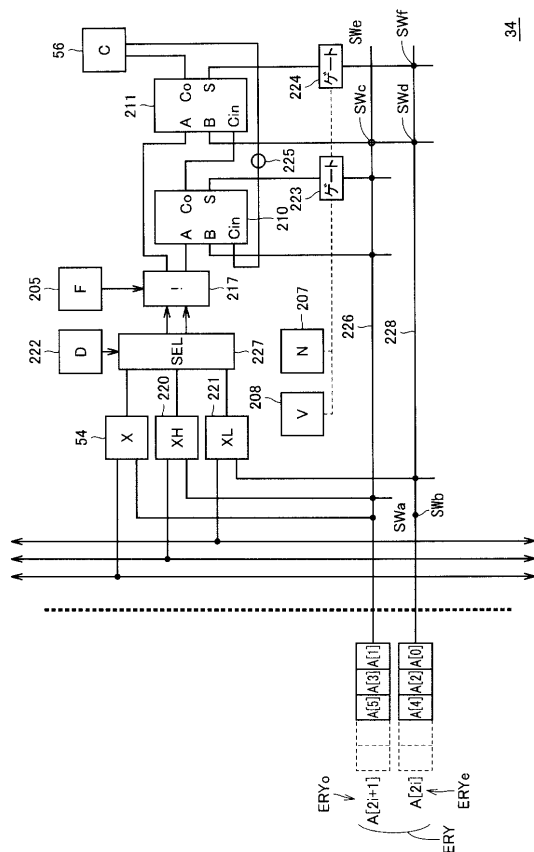 34
56
C
211
A
B
Co
S
Cin
224
ゲート
SWe
SWf
SWc
SWd
225
223
ゲート
210
A
B
Co
S
Cin
205
F
!
217
222
D
SEL
227
207
N
208
V
226
228
54
X
220
XH
221
XL
SWa
SWb
A[5]
A[3]
A[1]
A[4]
A[2]
A[0]
ERYo
A[2i+1]
A[2i]
ERYe
ERY